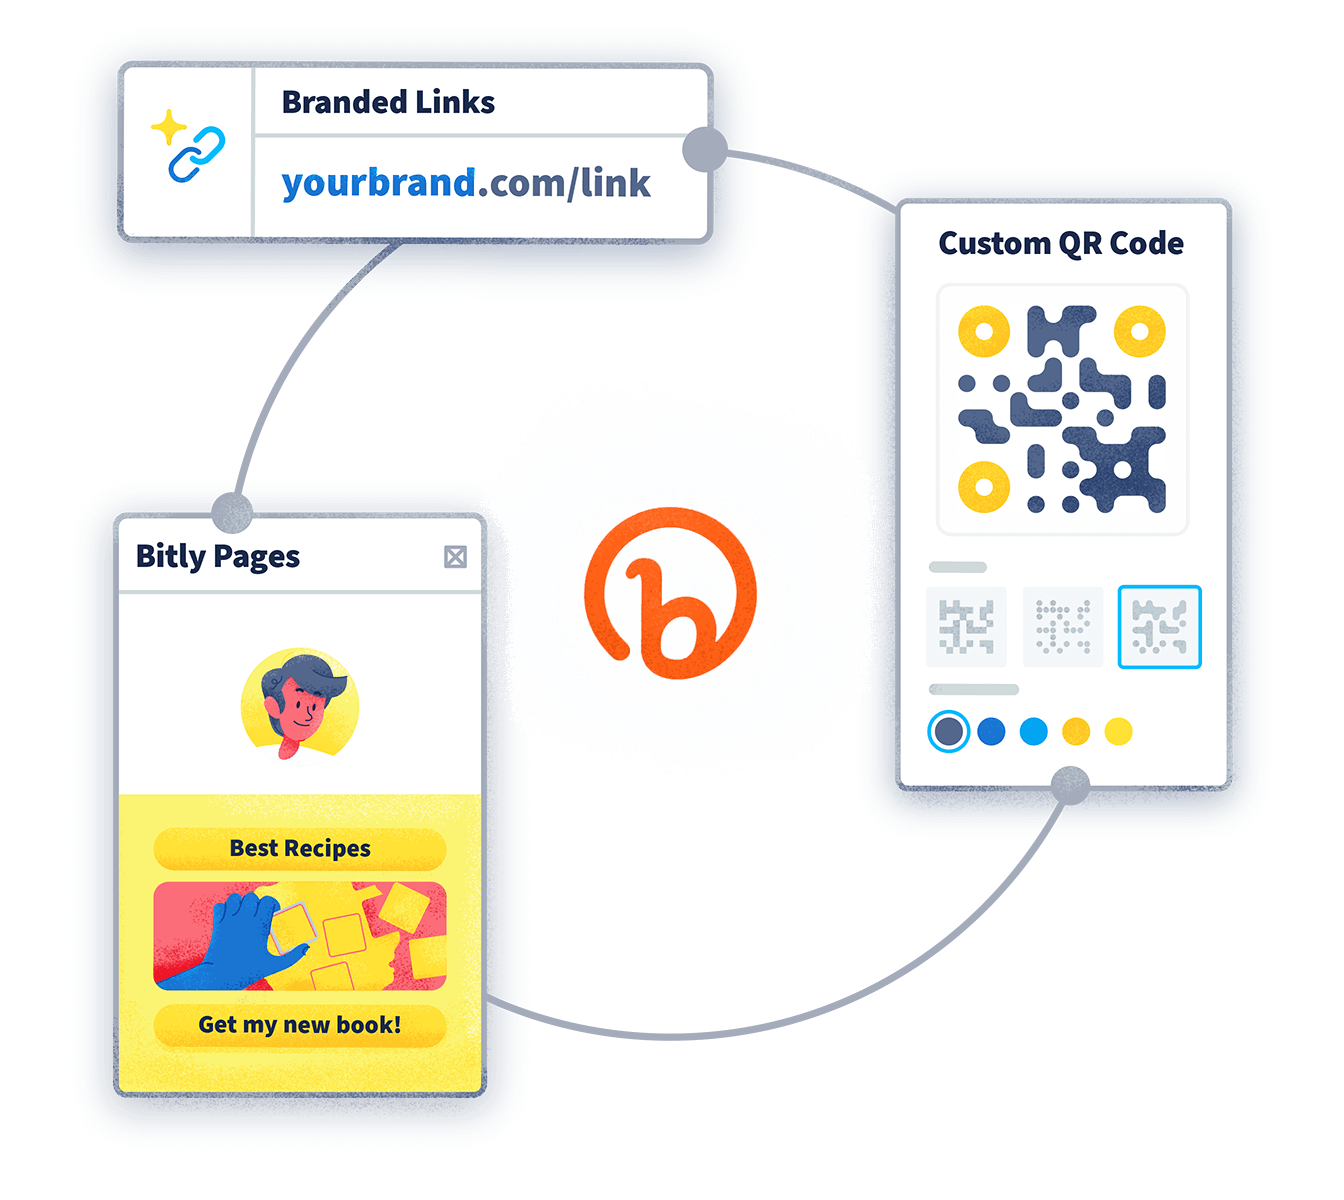 Branded Links
yourbrand.com/link
Custom QR Code
Bitly Pages
Best Recipes
Get my new book!
b